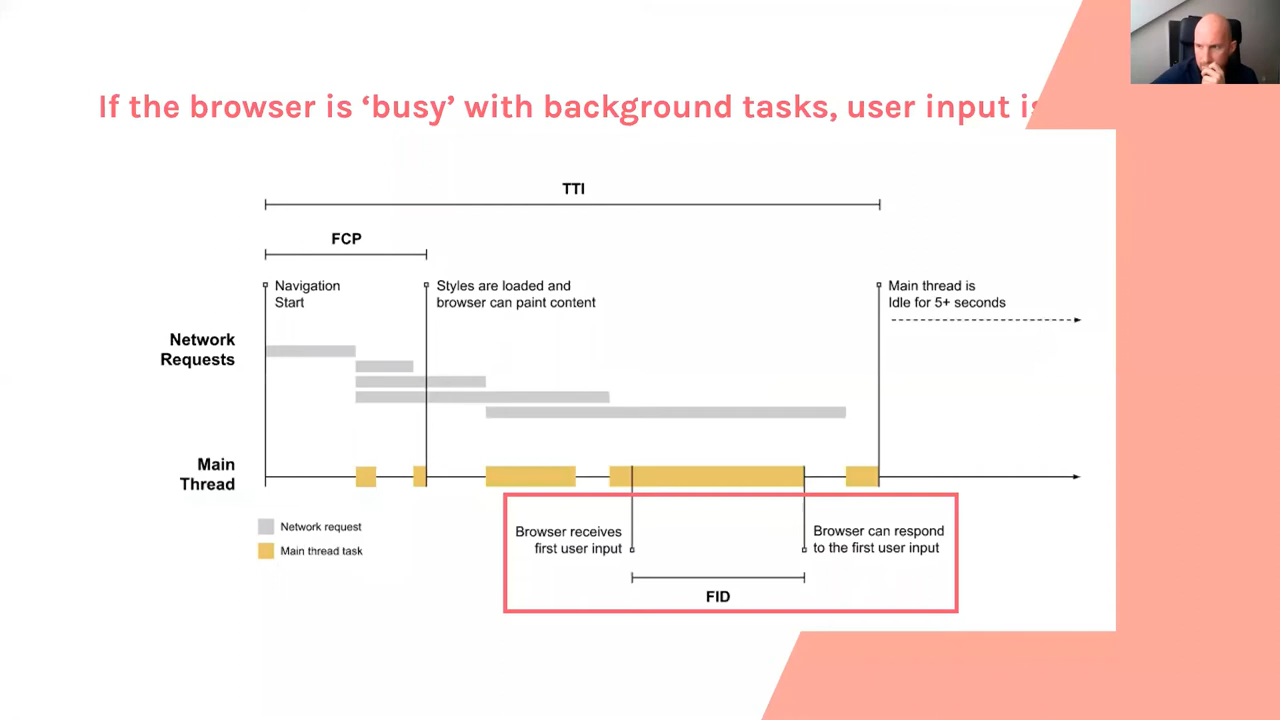 If the browser is ‘busy’ with background tasks, user input is
TTI
FCP
Navigation
Start
Styles are loaded and
browser can paint content
Main thread is
Idle for 5+ seconds
Network
Requests
Main
Thread
Network request
Main thread task
Browser receives
first user input
Browser can respond
to the first user input
FID